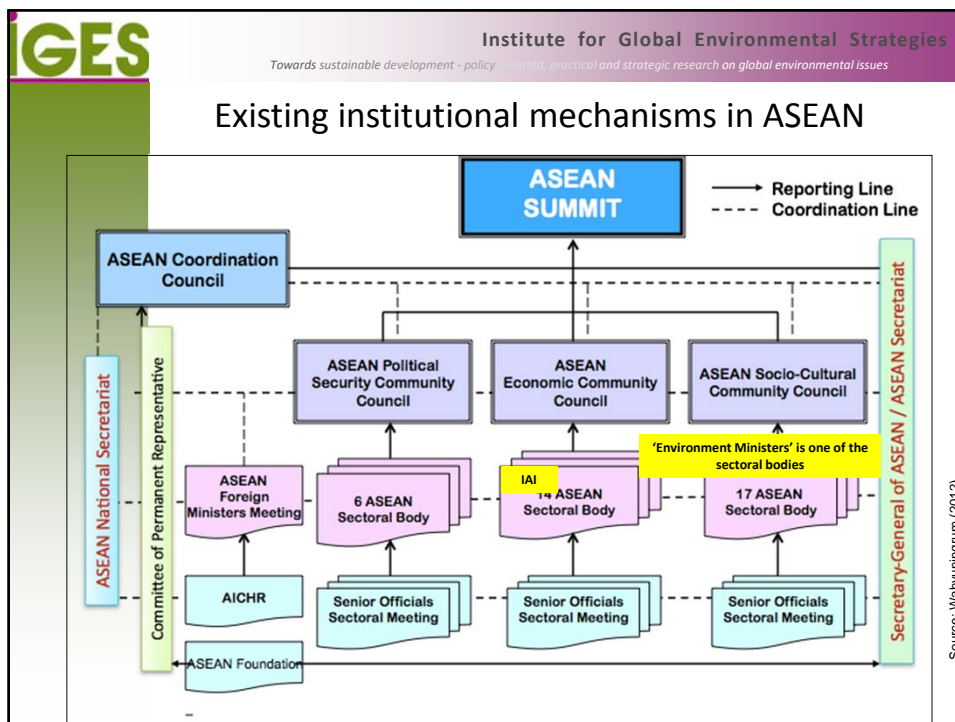 iGES
Institute for Global Environmental Strategies
Towards sustainable development - policy oriented, practical and strategic research on global environmental issues
Existing institutional mechanisms in ASEAN
ASEAN
SUMMIT
Reporting Line
Coordination Line
ASEAN Coordination
Council
ASEAN National Secretariat
Committee of Permanent Representative
ASEAN Political
Security Community
Council
ASEAN
Economic Community
Council
ASEAN Socio-Cultural
Community Council
Secretary-General of ASEAN / ASEAN Secretariat
'Environment Ministers' is one of the
sectoral bodies
ASEAN
Foreign
Ministers Meeting
6 ASEAN
Sectoral Body
IAI
14 ASEAN
Sectoral Body
17 ASEAN
Sectoral Body
AICHR
Senior Officials
Sectoral Meeting
Senior Officials
Sectoral Meeting
Senior Officials
Sectoral Meeting
ASEAN Foundation
Source: Wahyuningrum (2012)